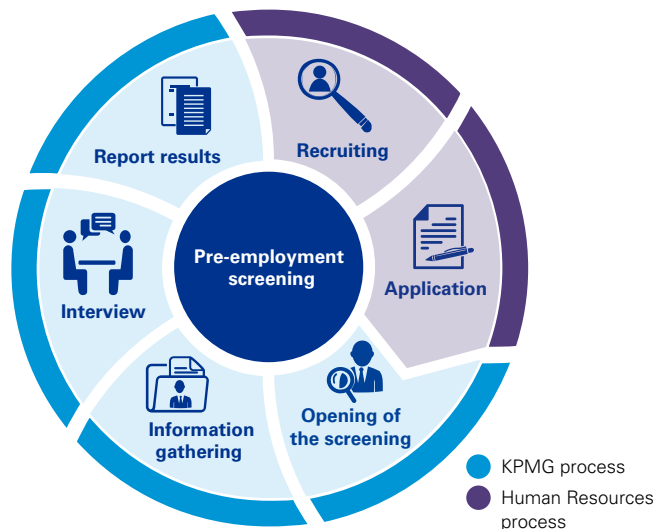 Recruiting
Application
Opening of
the screening
Information
gathering
Interview
Report results
Pre-employment
screening
KPMG process
Human Resources
process